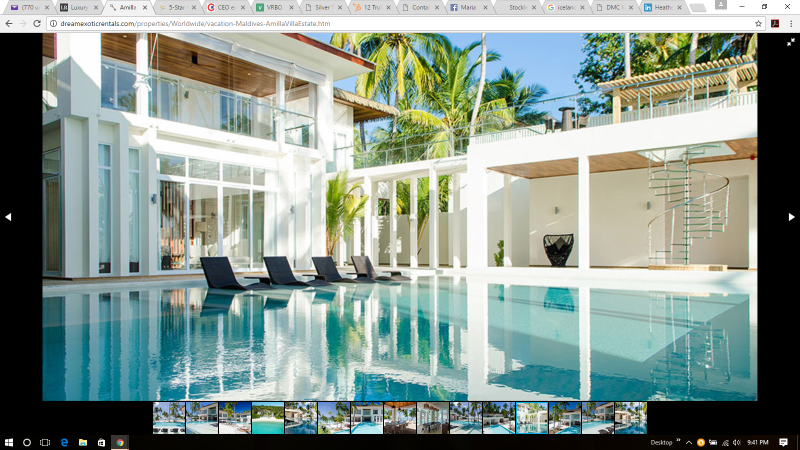 (770 u
Luxury
Amilla
5-Star
CEO e
VRBO
Silver
12 Tru
Conta
Maria
Stockl
iceland
DMC
Heath
dreamexoticrentals.com/properties/Worldwide/vacation-Maldives-AmillaVillaEstate.htm
Desktop
9:41 PM